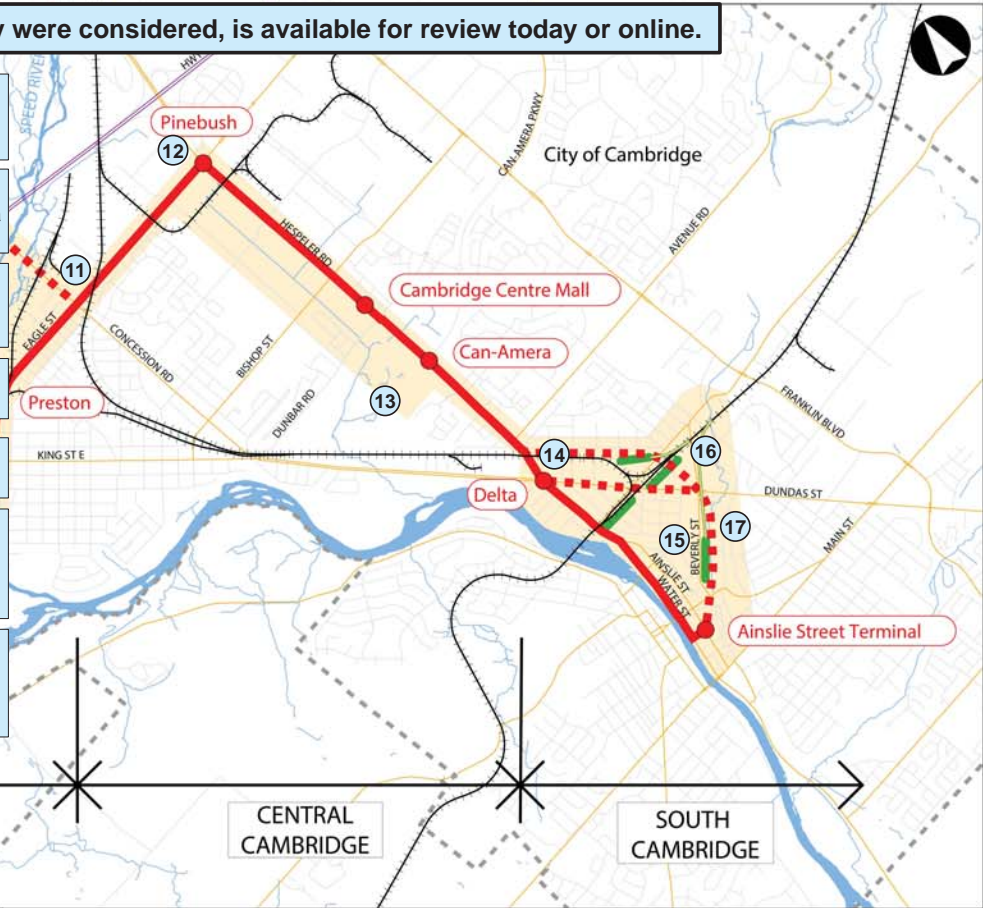 y were considered, is available for review today or online.
SPEED RIVER
HWY
Pinebush
12
CAN-AMERA PKWY
City of Cambridge
HESPELER RD
AVENUE RD
11
Cambridge Centre Mall
EAGLE ST
CONCESSION RD
BISHOP ST
Can-Amera
Preston
DUNBAR RD
13
FRANKLIN BLVD
KING ST E
14
16
Delta
DUNDAS ST
15
BEVERLY ST
17
MAIN ST
AINSLIE ST
WATER ST
Ainslie Street Terminal
CENTRAL
CAMBRIDGE
SOUTH
CAMBRIDGE